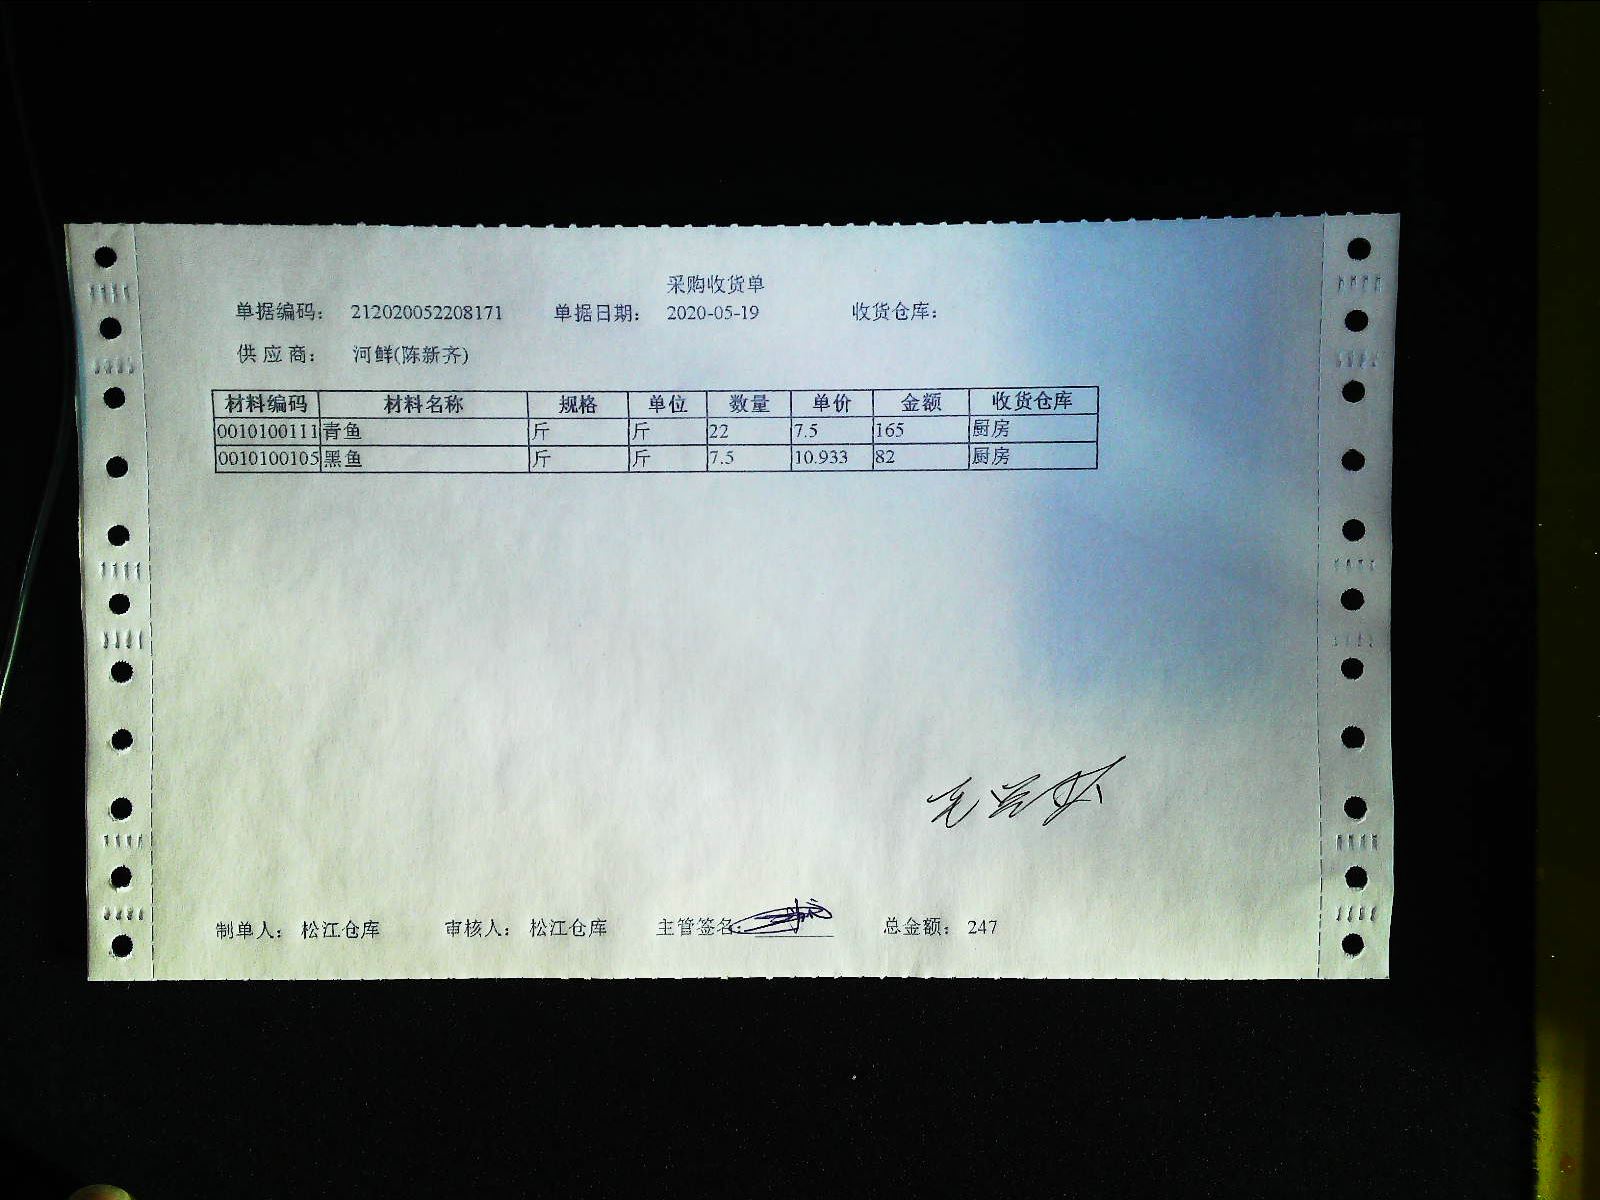 采购收货单
单据编码: 212020052208171 单据日期: 2020-05-19 收货仓库:
供应商: 河鲜(陈新齐)
材料编码 材料名称 规格 单位 数量 单价 金额 收货仓库
0010100111 青鱼 斤 斤 22 7.5 165 厨房
0010100105 黑鱼 斤 斤 7.5 10.933 82 厨房
制单人: 松江仓库 审核人: 松江仓库 主管签名: 总金额: 247